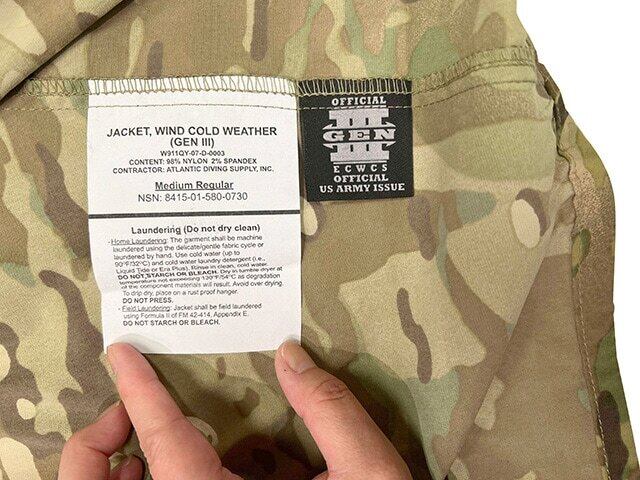 JACKET, WIND COLD WEATHER
(GEN III)
W911QY-07-D-0003
CONTENT: 98% NYLON 2% SPANDEX
CONTRACTOR: ATLANTIC DIVING SUPPLY, INC.
Medium Regular
NSN: 8415-01-580-0730
Laundering (Do not dry clean)
- Home Laundering: The garment shall be machine
laundered using the delicate/gentle fabric cycle or
laundered by hand. Use cold water (up to
90°F/32°C) and cold water laundry detergent (i.e.,
Liquid Tide or Era Plus). Rinse in clean, cold water.
DO NOT STARCH OR BLEACH. Dry in tumble dryer at
temperature not exceeding 130°F/54°C as degradation
of the component materials will result. Avoid over drying.
To drip dry, place on a rust proof hanger.
DO NOT PRESS.
- Field Laundering: Jacket shall be field laundered
using Formula II of FM 42-414, Appendix E.
DO NOT STARCH OR BLEACH.
OFFICIAL
III
GEN
ECWCS
OFFICIAL
US ARMY ISSUE